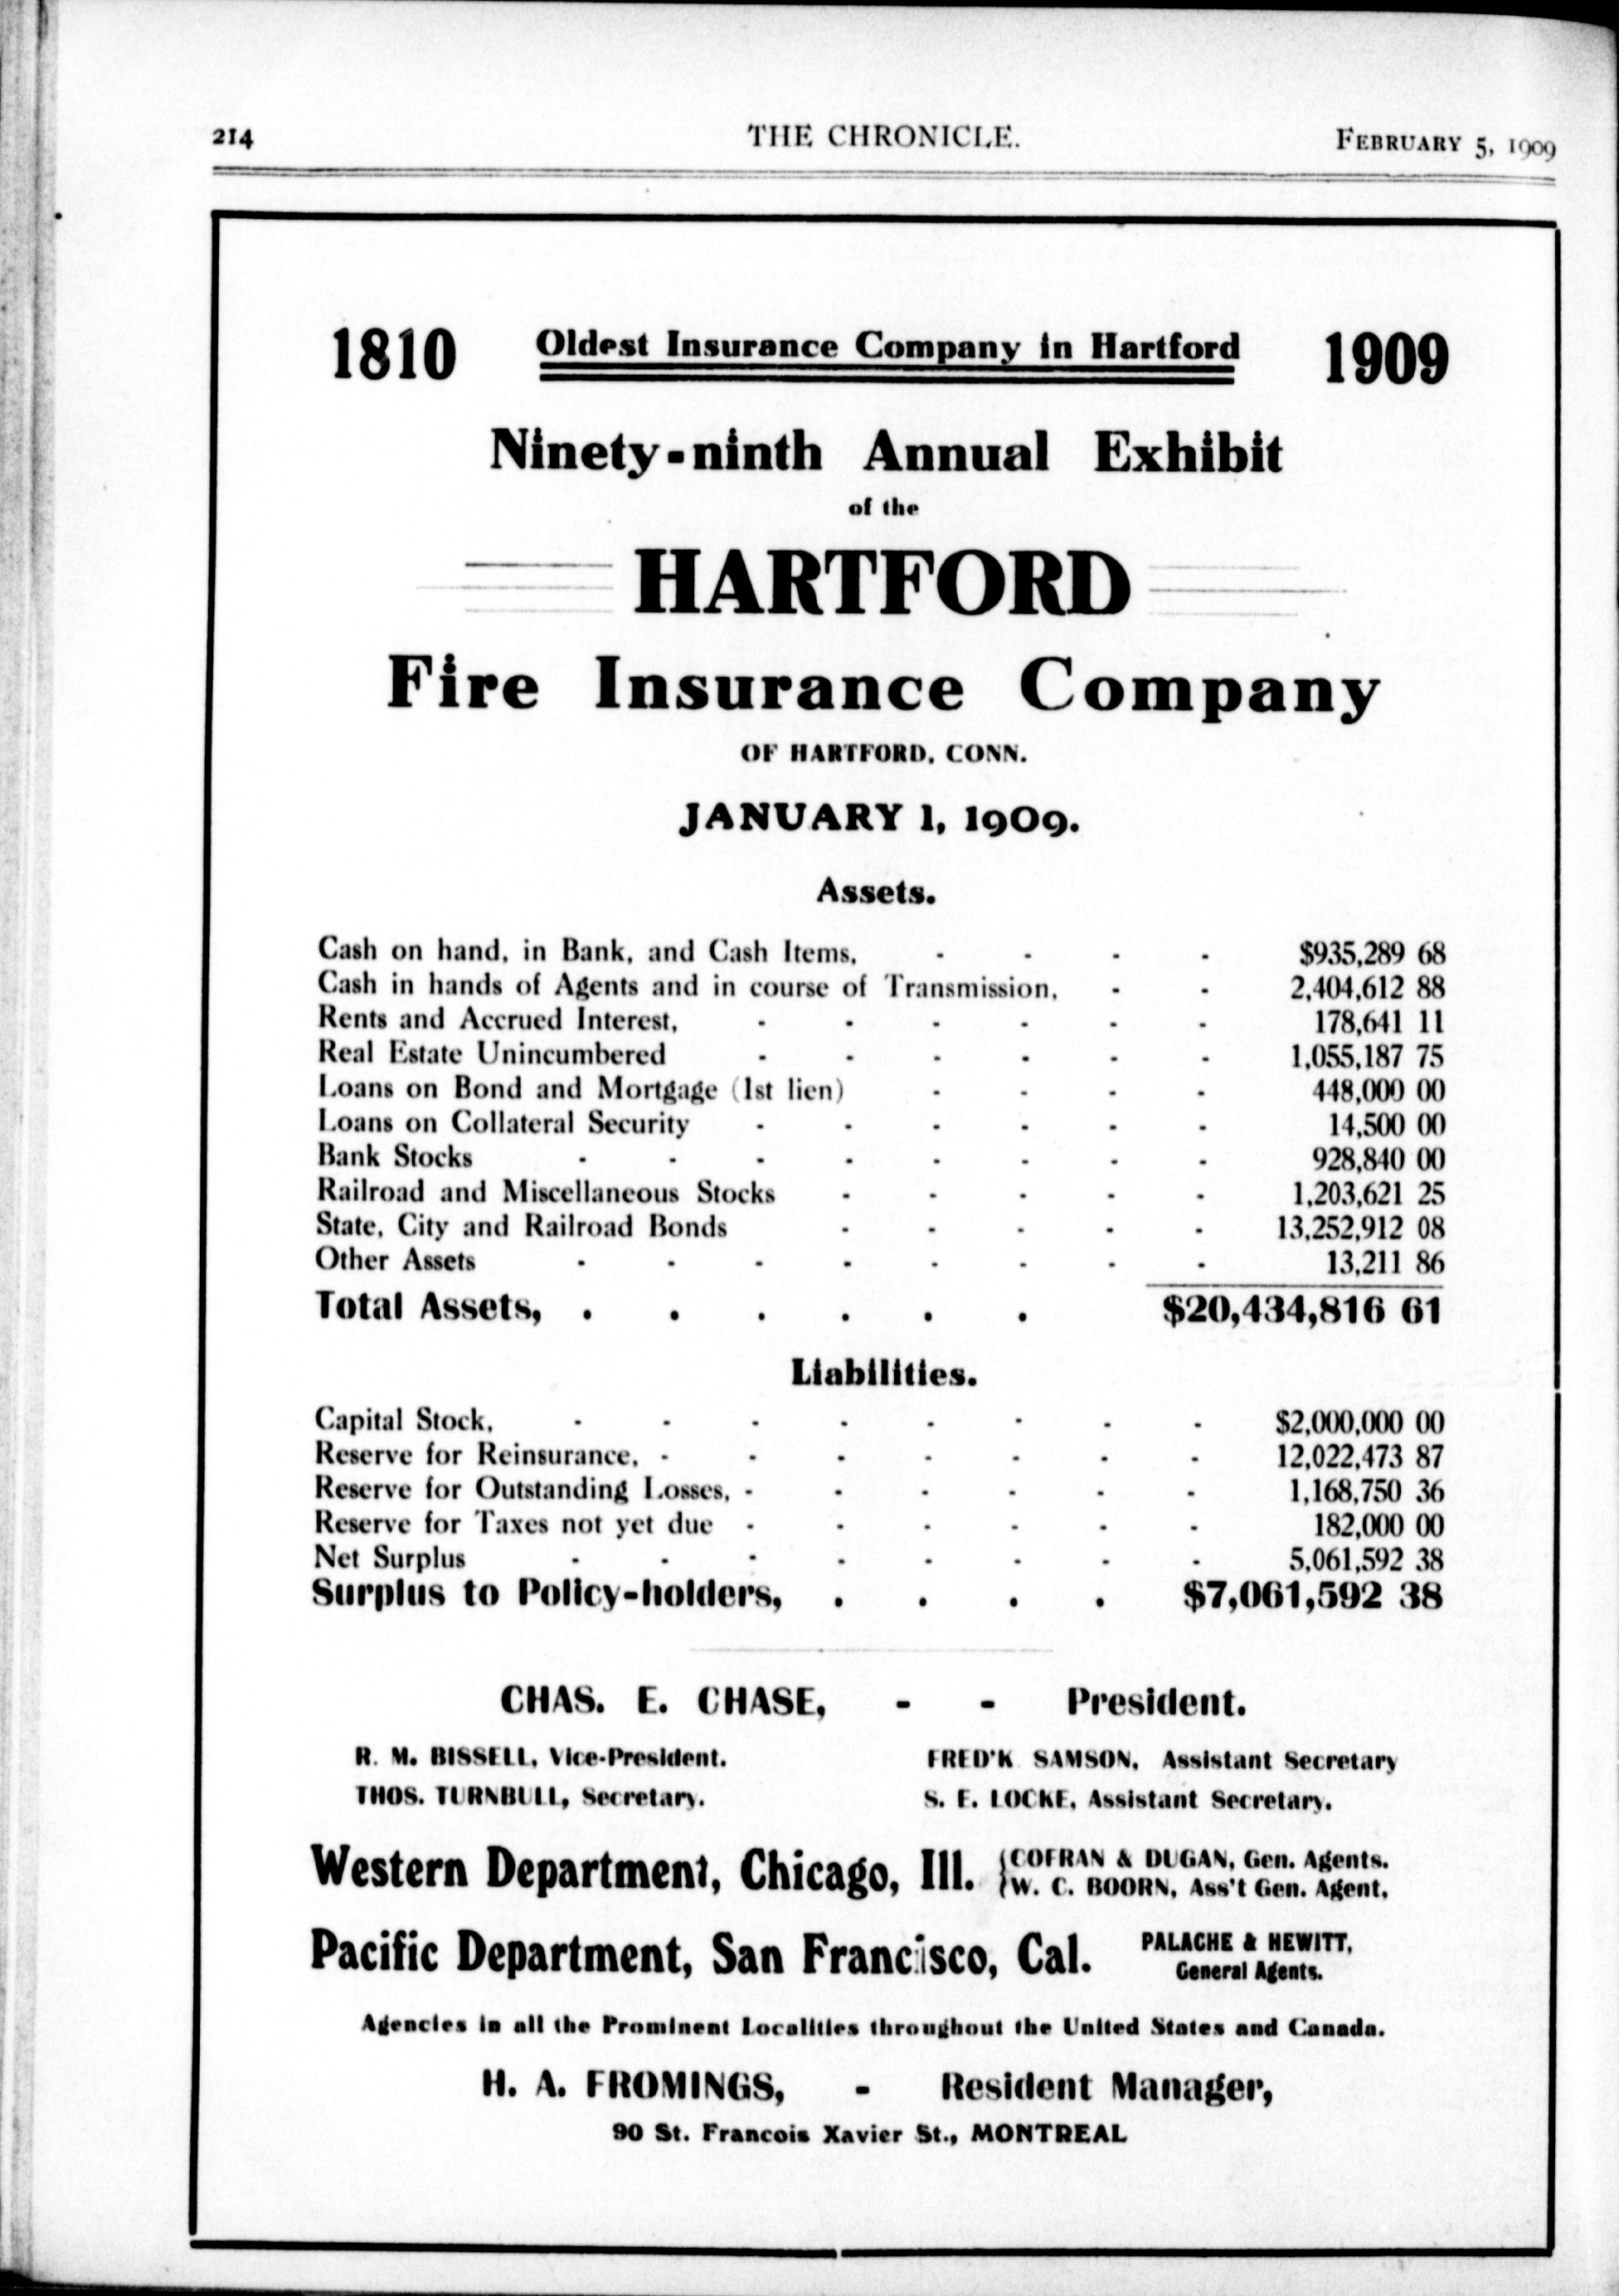 214 THE CHRONICLE. FEBRUARY 5, 1909
1810 Oldest Insurance Company in Hartford 1909
Ninety-ninth Annual Exhibit
of the
HARTFORD
Fire Insurance Company
OF HARTFORD, CONN.
JANUARY 1, 1909.
Assets.
Cash on hand, in Bank, and Cash Items, - - - - $935,289 68
Cash in hands of Agents and in course of Transmission, - - 2,404,612 88
Rents and Accrued Interest, - - - - - - 178,641 11
Real Estate Unincumbered - - - - - - 1,055,187 75
Loans on Bond and Mortgage (1st lien) - - - - 448,000 00
Loans on Collateral Security - - - - - - 14,500 00
Bank Stocks - - - - - - - - 928,840 00
Railroad and Miscellaneous Stocks - - - - - 1,203,621 25
State, City and Railroad Bonds - - - - - 13,252,912 08
Other Assets - - - - - - - - 13,211 86
Total Assets, . . . . . . $20,434,816 61
Liabilities.
Capital Stock, - - - - - - - - $2,000,000 00
Reserve for Reinsurance, - - - - - - - 12,022,473 87
Reserve for Outstanding Losses, - - - - - - 1,168,750 36
Reserve for Taxes not yet due - - - - - - 182,000 00
Net Surplus - - - - - - - - 5,061,592 38
Surplus to Policy-holders, . . . . $7,061,592 38
CHAS. E. CHASE, - - President.
R. M. BISSELL, Vice-President. FRED'K SAMSON, Assistant Secretary
THOS. TURNBULL, Secretary. S. E. LOCKE, Assistant Secretary.
Western Department, Chicago, Ill. {COFRAN & DUGAN, Gen. Agents.
W. C. BOORN, Ass't Gen. Agent,
Pacific Department, San Francisco, Cal. PALACHE & HEWITT,
General Agents.
Agencies in all the Prominent Localities throughout the United States and Canada.
H. A. FROMINGS, - Resident Manager,
90 St. Francois Xavier St., MONTREAL